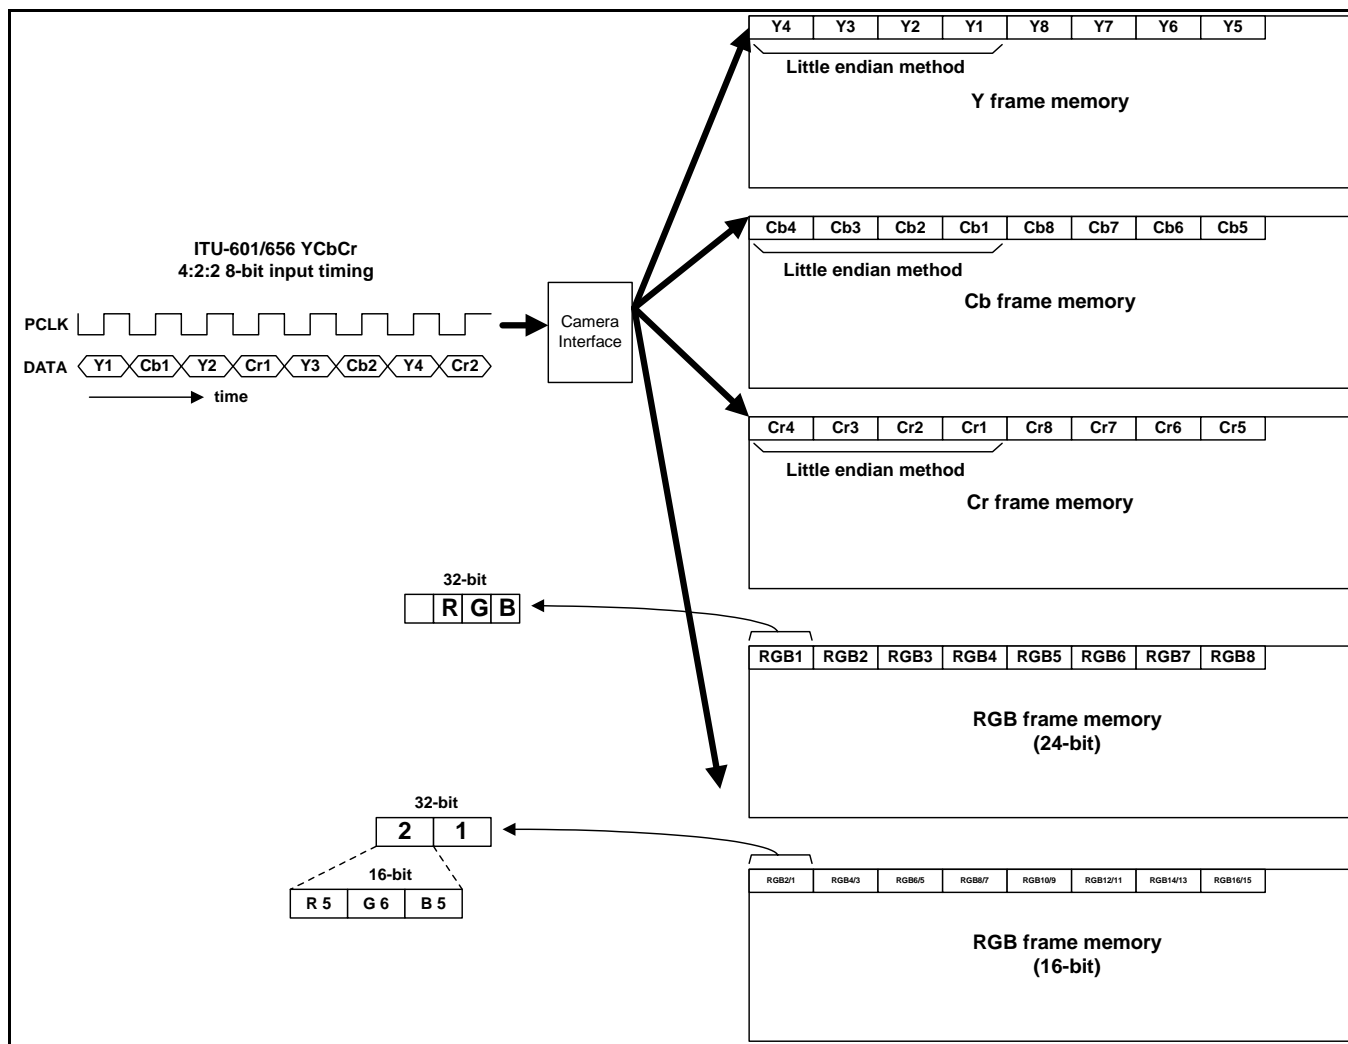 Y4 Y3 Y2 Y1 Y8 Y7 Y6 Y5
Little endian method
Y frame memory
Cb4 Cb3 Cb2 Cb1 Cb8 Cb7 Cb6 Cb5
Little endian method
Cb frame memory
ITU-601/656 YCbCr
4:2:2 8-bit input timing
PCLK
DATA Y1 Cb1 Y2 Cr1 Y3 Cb2 Y4 Cr2
time
Camera
Interface
Cr4 Cr3 Cr2 Cr1 Cr8 Cr7 Cr6 Cr5
Little endian method
Cr frame memory
32-bit
R G B
RGB1 RGB2 RGB3 RGB4 RGB5 RGB6 RGB7 RGB8
RGB frame memory
(24-bit)
32-bit
2 1
16-bit
R 5 G 6 B 5
RGB2/1 RGB4/3 RGB6/5 RGB8/7 RGB10/9 RGB12/11 RGB14/13 RGB16/15
RGB frame memory
(16-bit)